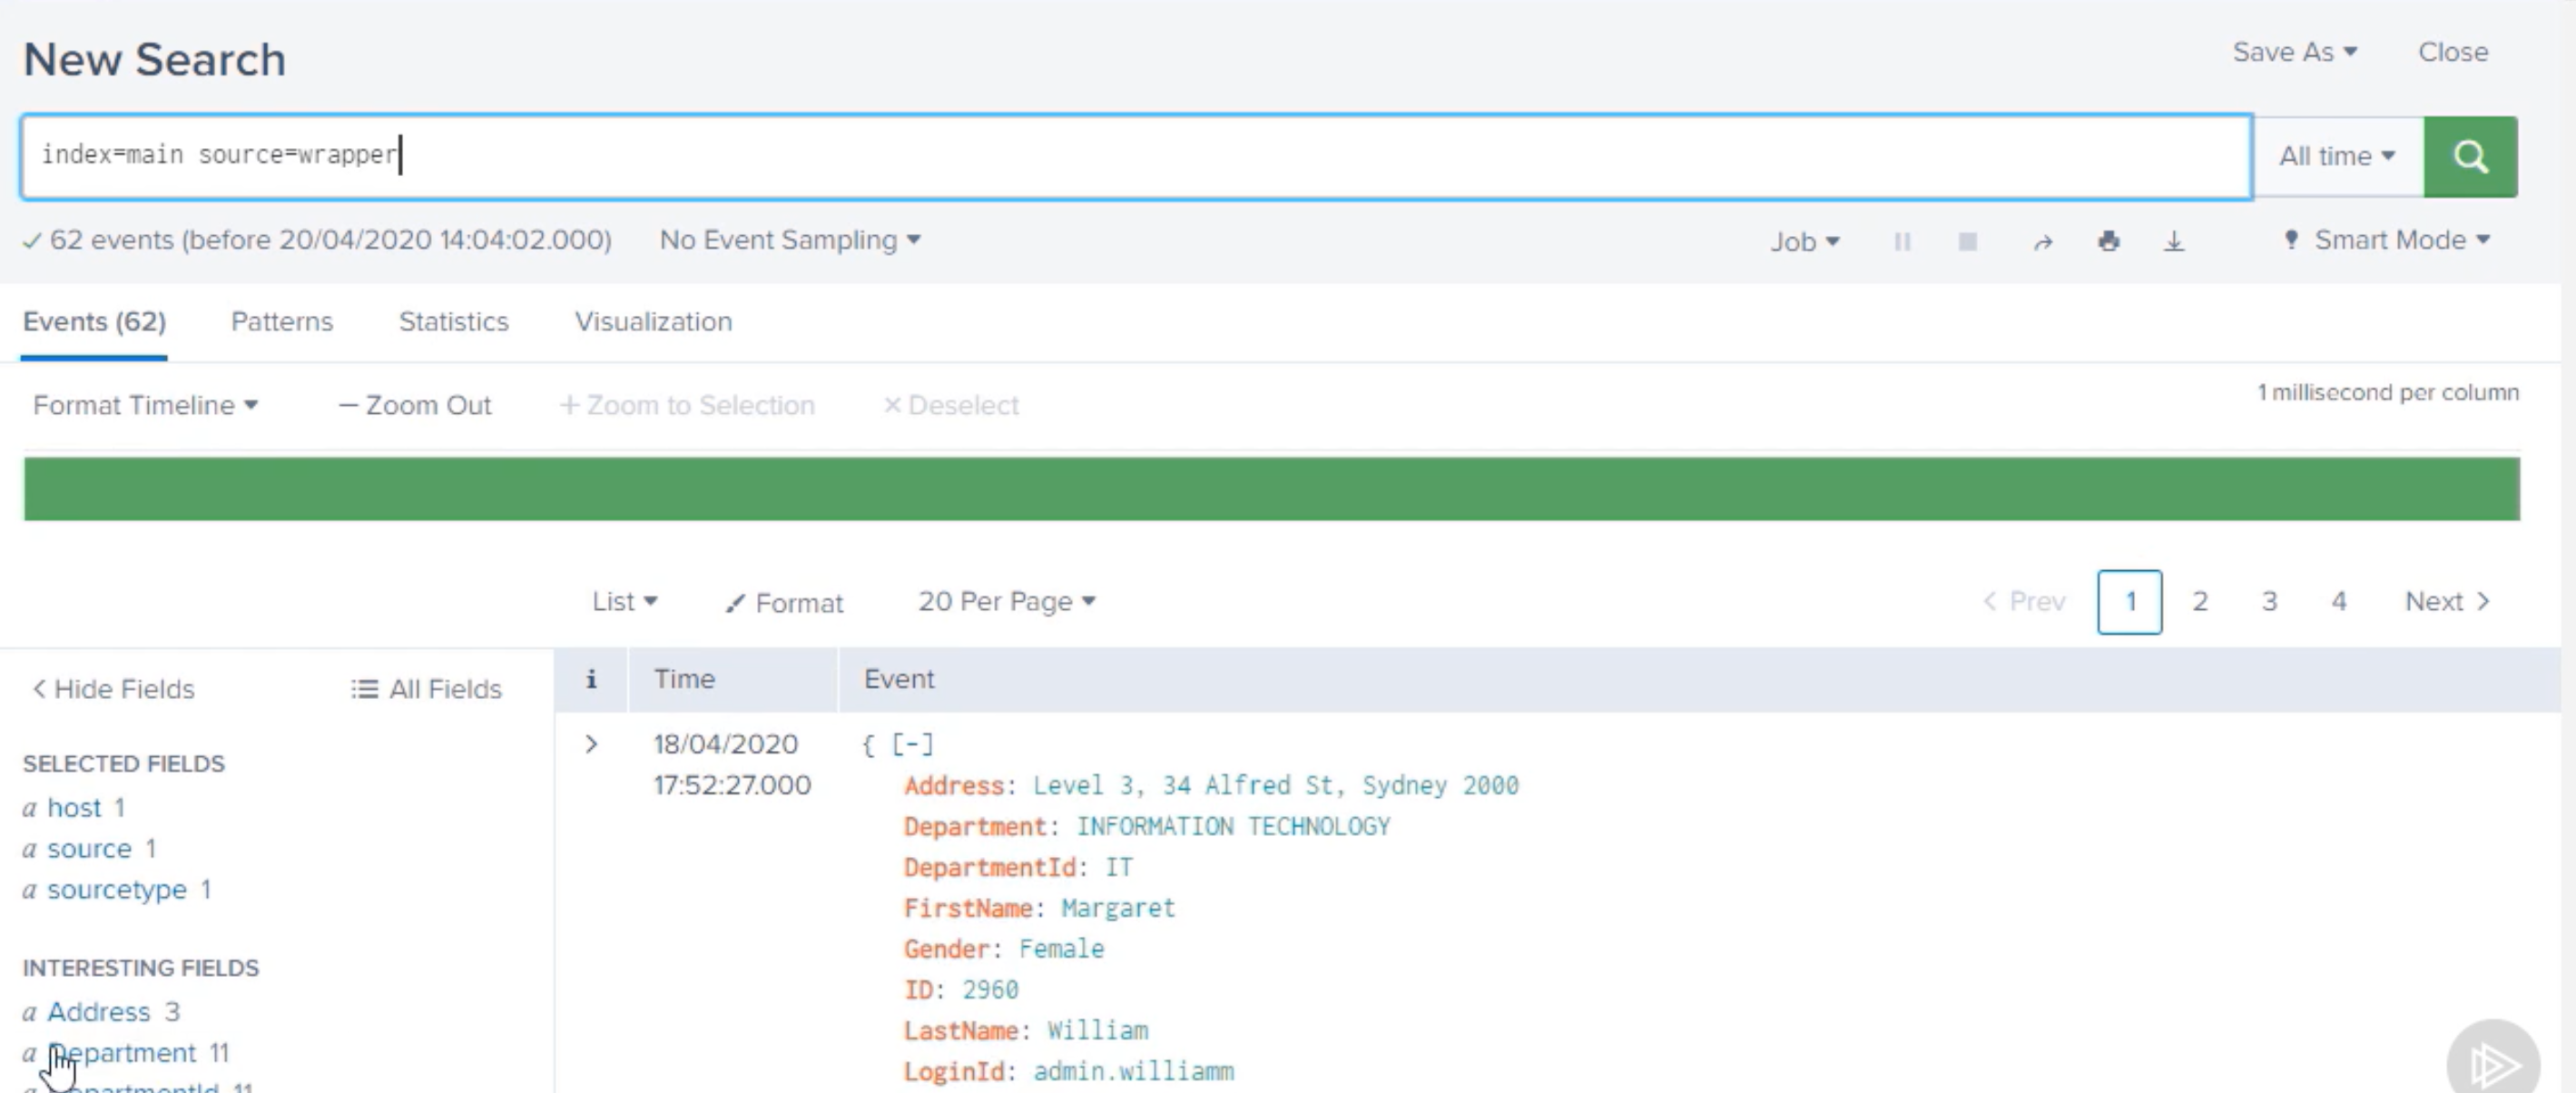 New Search
Save As
Close
index=main source=wrapper
All time
62 events (before 20/04/2020 14:04:02.000)
No Event Sampling
Job
Smart Mode
Events (62)
Patterns
Statistics
Visualization
Format Timeline
— Zoom Out
+ Zoom to Selection
× Deselect
1 millisecond per column
List
Format
20 Per Page
< Prev
1
2
3
4
Next >
< Hide Fields
All Fields
i
Time
Event
SELECTED FIELDS
a host 1
a source 1
a sourcetype 1
INTERESTING FIELDS
a Address 3
a Department 11
a DepartmentId 11
>
18/04/2020
17:52:27.000
{ [-]
Address: Level 3, 34 Alfred St, Sydney 2000
Department: INFORMATION TECHNOLOGY
DepartmentId: IT
FirstName: Margaret
Gender: Female
ID: 2960
LastName: William
LoginId: admin.williamm